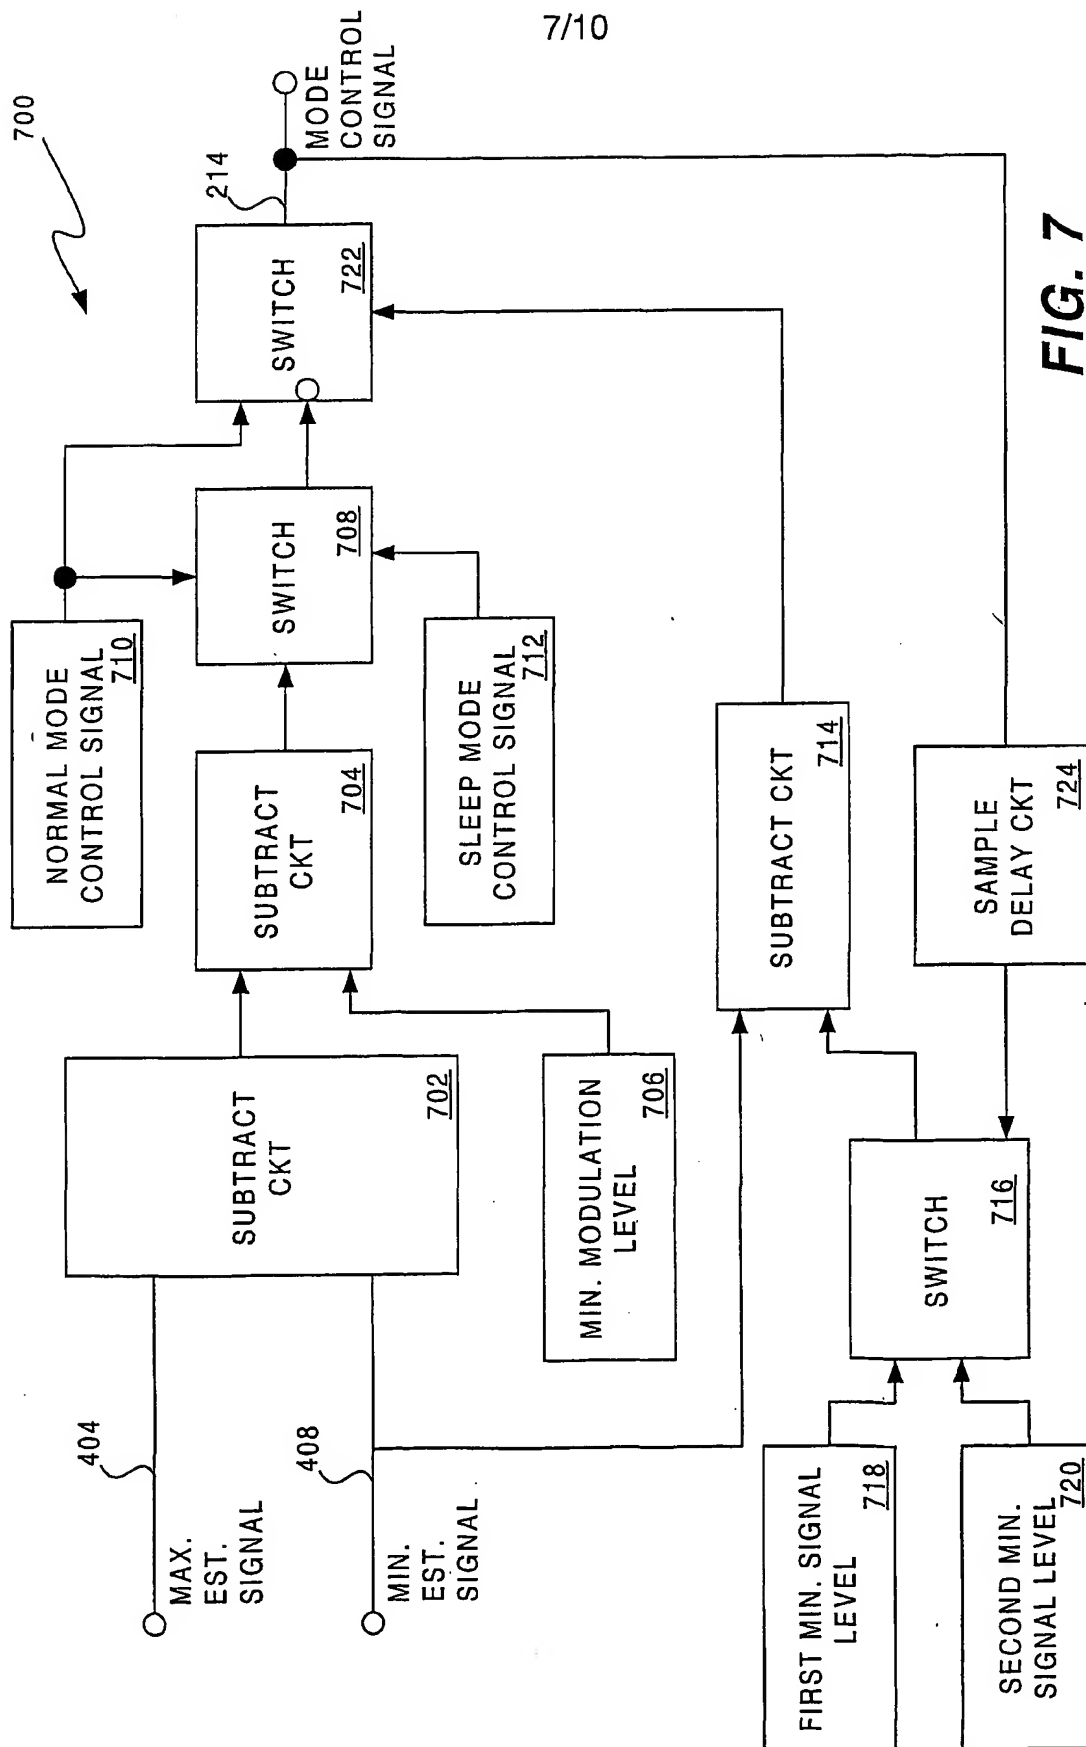 7/10
700
NORMAL MODE
CONTROL SIGNAL
710
214
MODE
CONTROL
SIGNAL
404
MAX.
EST.
SIGNAL
408
MIN.
EST.
SIGNAL
SUBTRACT
CKT
702
SUBTRACT
CKT
704
SWITCH
708
SWITCH
722
MIN. MODULATION
LEVEL
706
SLEEP MODE
CONTROL SIGNAL
712
FIRST MIN. SIGNAL
LEVEL
718
SECOND MIN.
SIGNAL LEVEL
720
SWITCH
716
SUBTRACT CKT
714
SAMPLE
DELAY CKT
724
FIG. 7